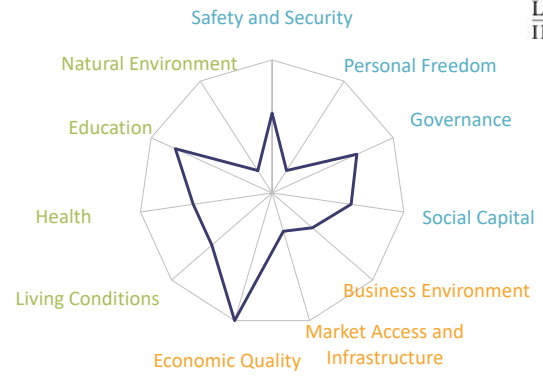 Safety and Security
Natural Environment
Personal Freedom
Education
Governance
Health
Social Capital
Living Conditions
Business Environment
Market Access and
Infrastructure
Economic Quality